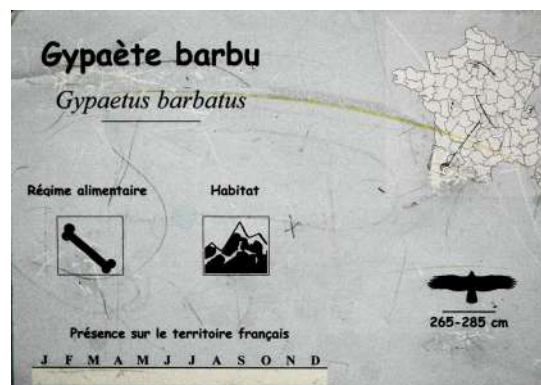 Gypaète barbu
Gypaetus barbatus
Régime alimentaire
Habitat
265-285 cm
Présence sur le territoire français
J F M A M J J A S O N D